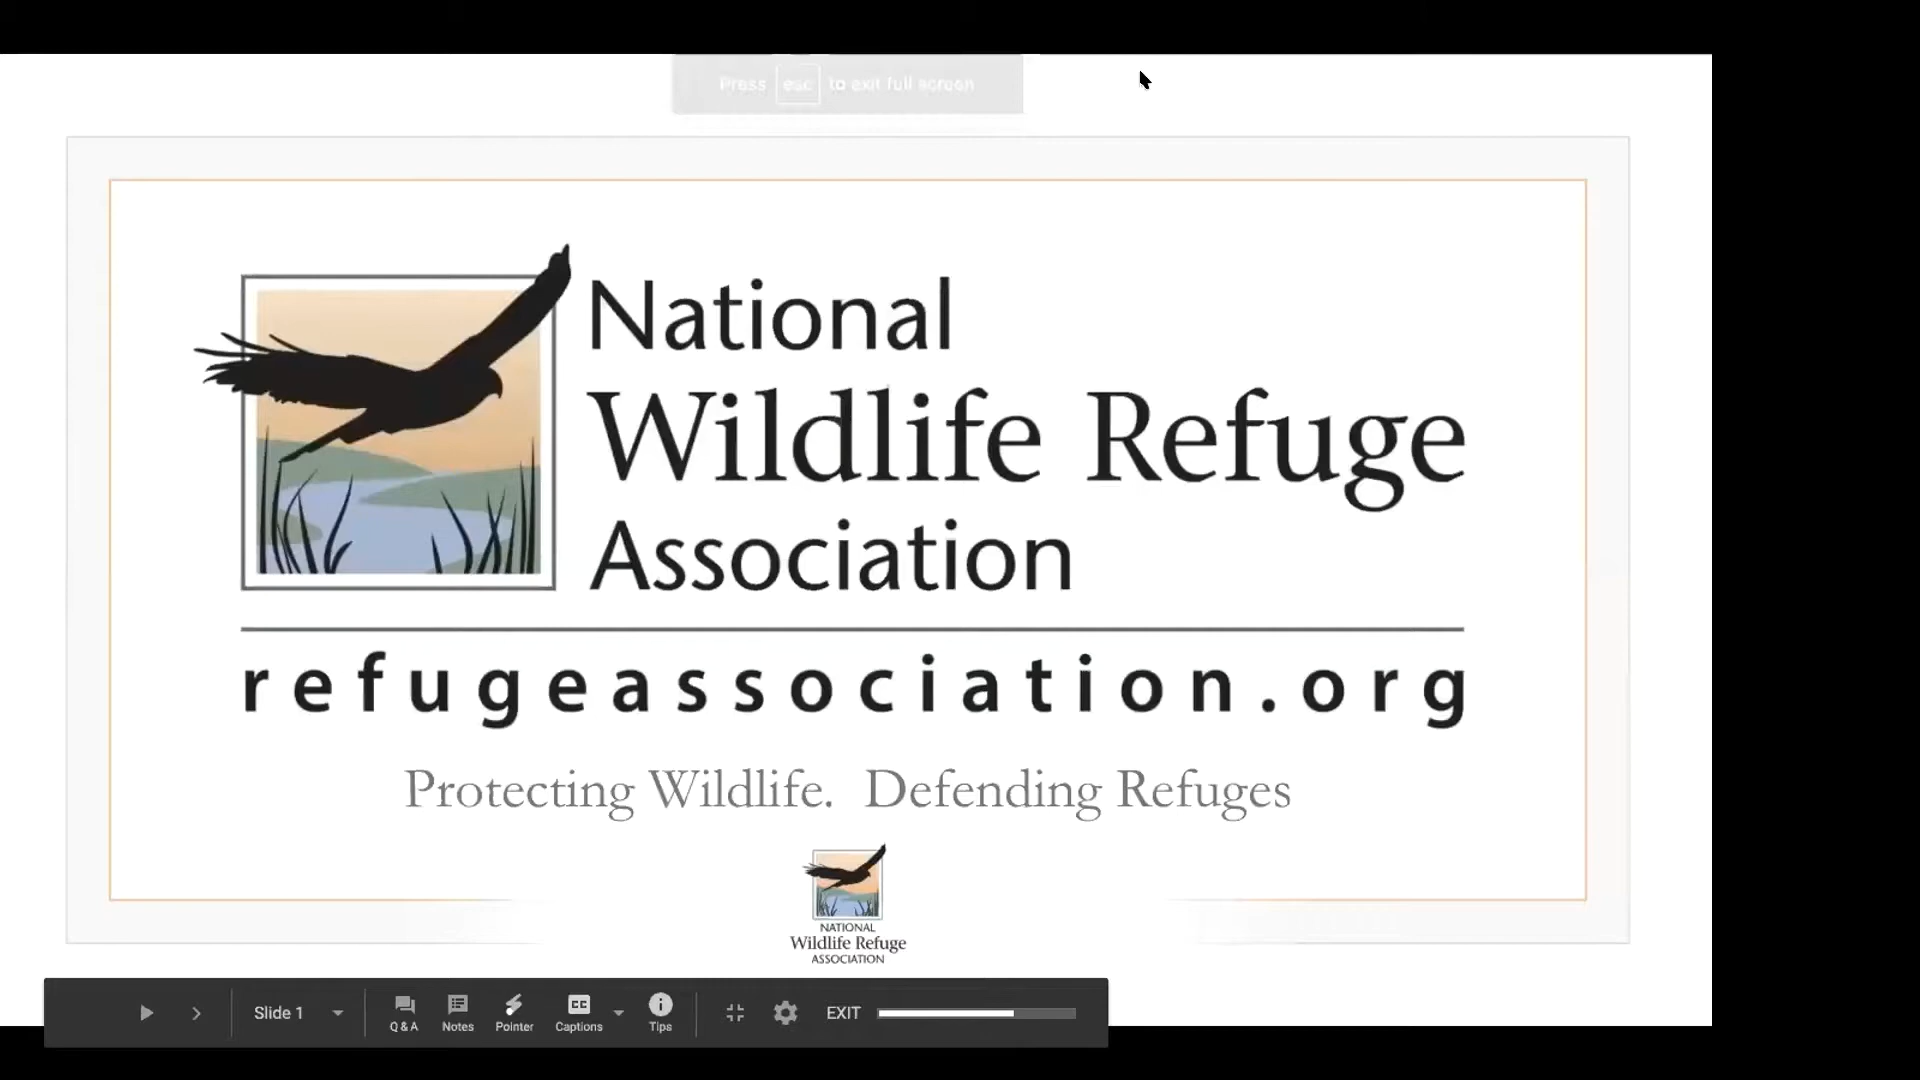 Press esc to exit full screen
National
Wildlife Refuge
Association
refugeassociation.org
Protecting Wildlife.  Defending Refuges
NATIONAL
Wildlife Refuge
ASSOCIATION
Slide 1
Q & A
Notes
Pointer
CC
Captions
Tips
EXIT